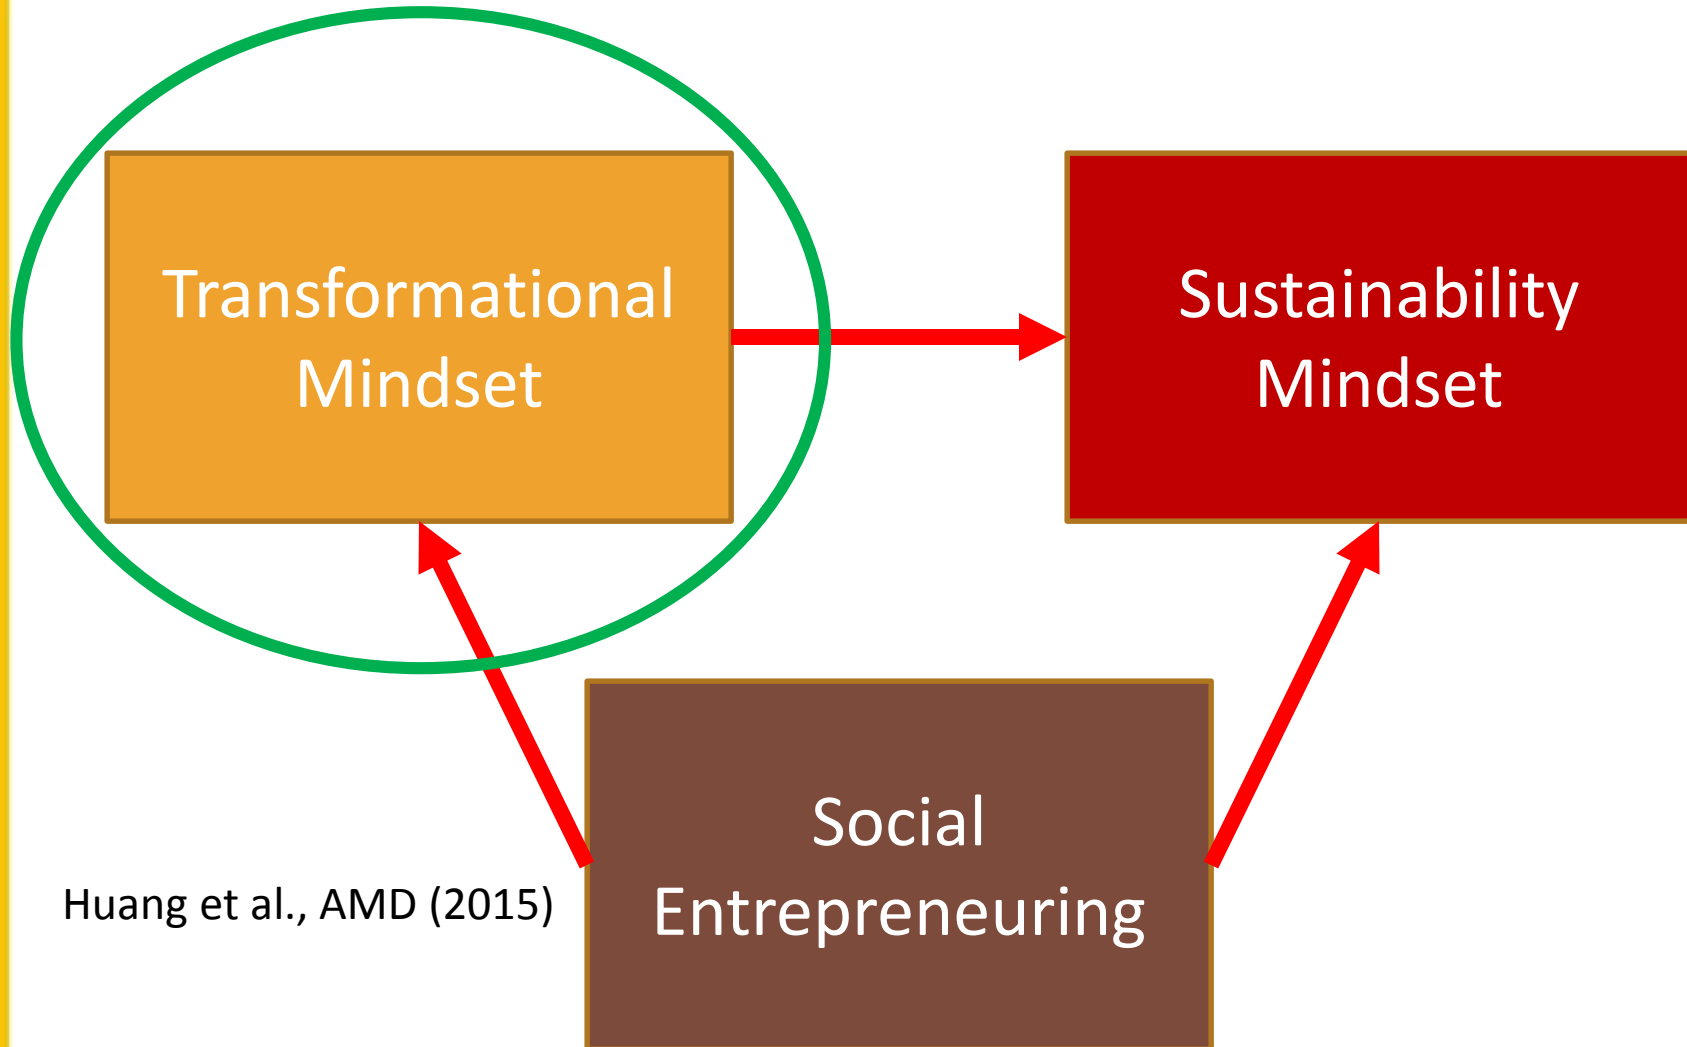 Transformational
Mindset
Sustainability
Mindset
Social
Entrepreneuring
Huang et al., AMD (2015)